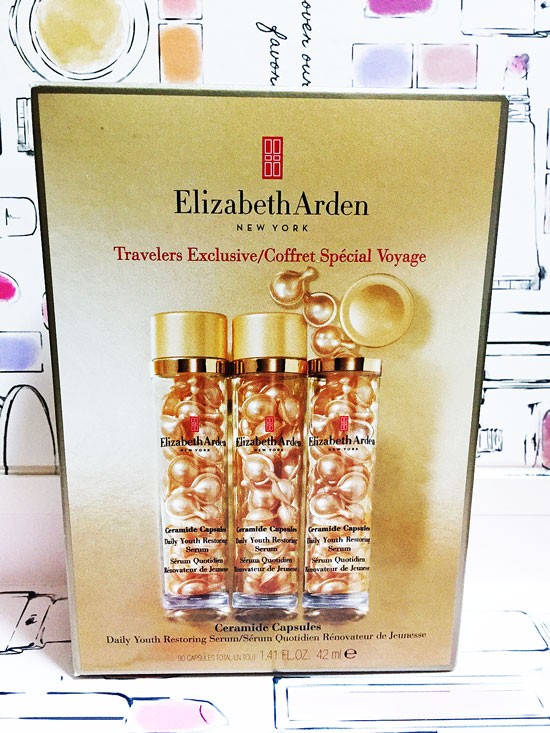 oven our
favor
Elizabeth Arden
NEW YORK
Travelers Exclusive/Coffret Spécial Voyage
Elizabeth Arden
NEW YORK
Ceramide Capsules
Daily Youth Restoring
Serum
Sérum Quotidien
Rénovateur de Jeunesse
Elizabeth Arden
NEW YORK
Ceramide Capsules
Daily Youth Restoring
Serum
Sérum Quotidien
Rénovateur de Jeunesse
Elizabeth Arden
NEW YORK
Ceramide Capsules
Daily Youth Restoring
Serum
Sérum Quotidien
Rénovateur de Jeunesse
Ceramide Capsules
Daily Youth Restoring Serum/Sérum Quotidien Rénovateur de Jeunesse
90 CAPSULES TOTAL/EN TOUT 1.41 FL.OZ. 42 ml e